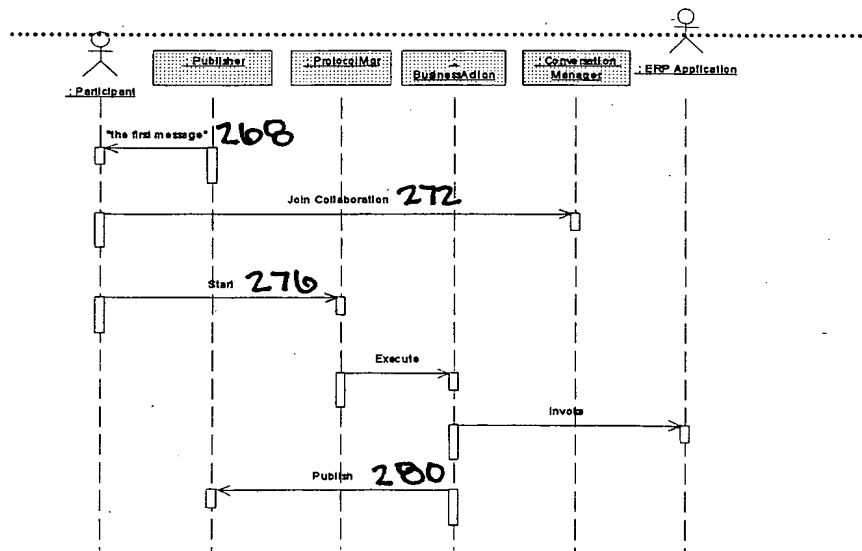 : Publisher
: ProtocolMgr
:
BusinessAction
: Conversation
Manager
: ERP Application
: Participant
"the first message" 268
Join Collaboration 272
Start 276
Execute
Invoke
Publish 280